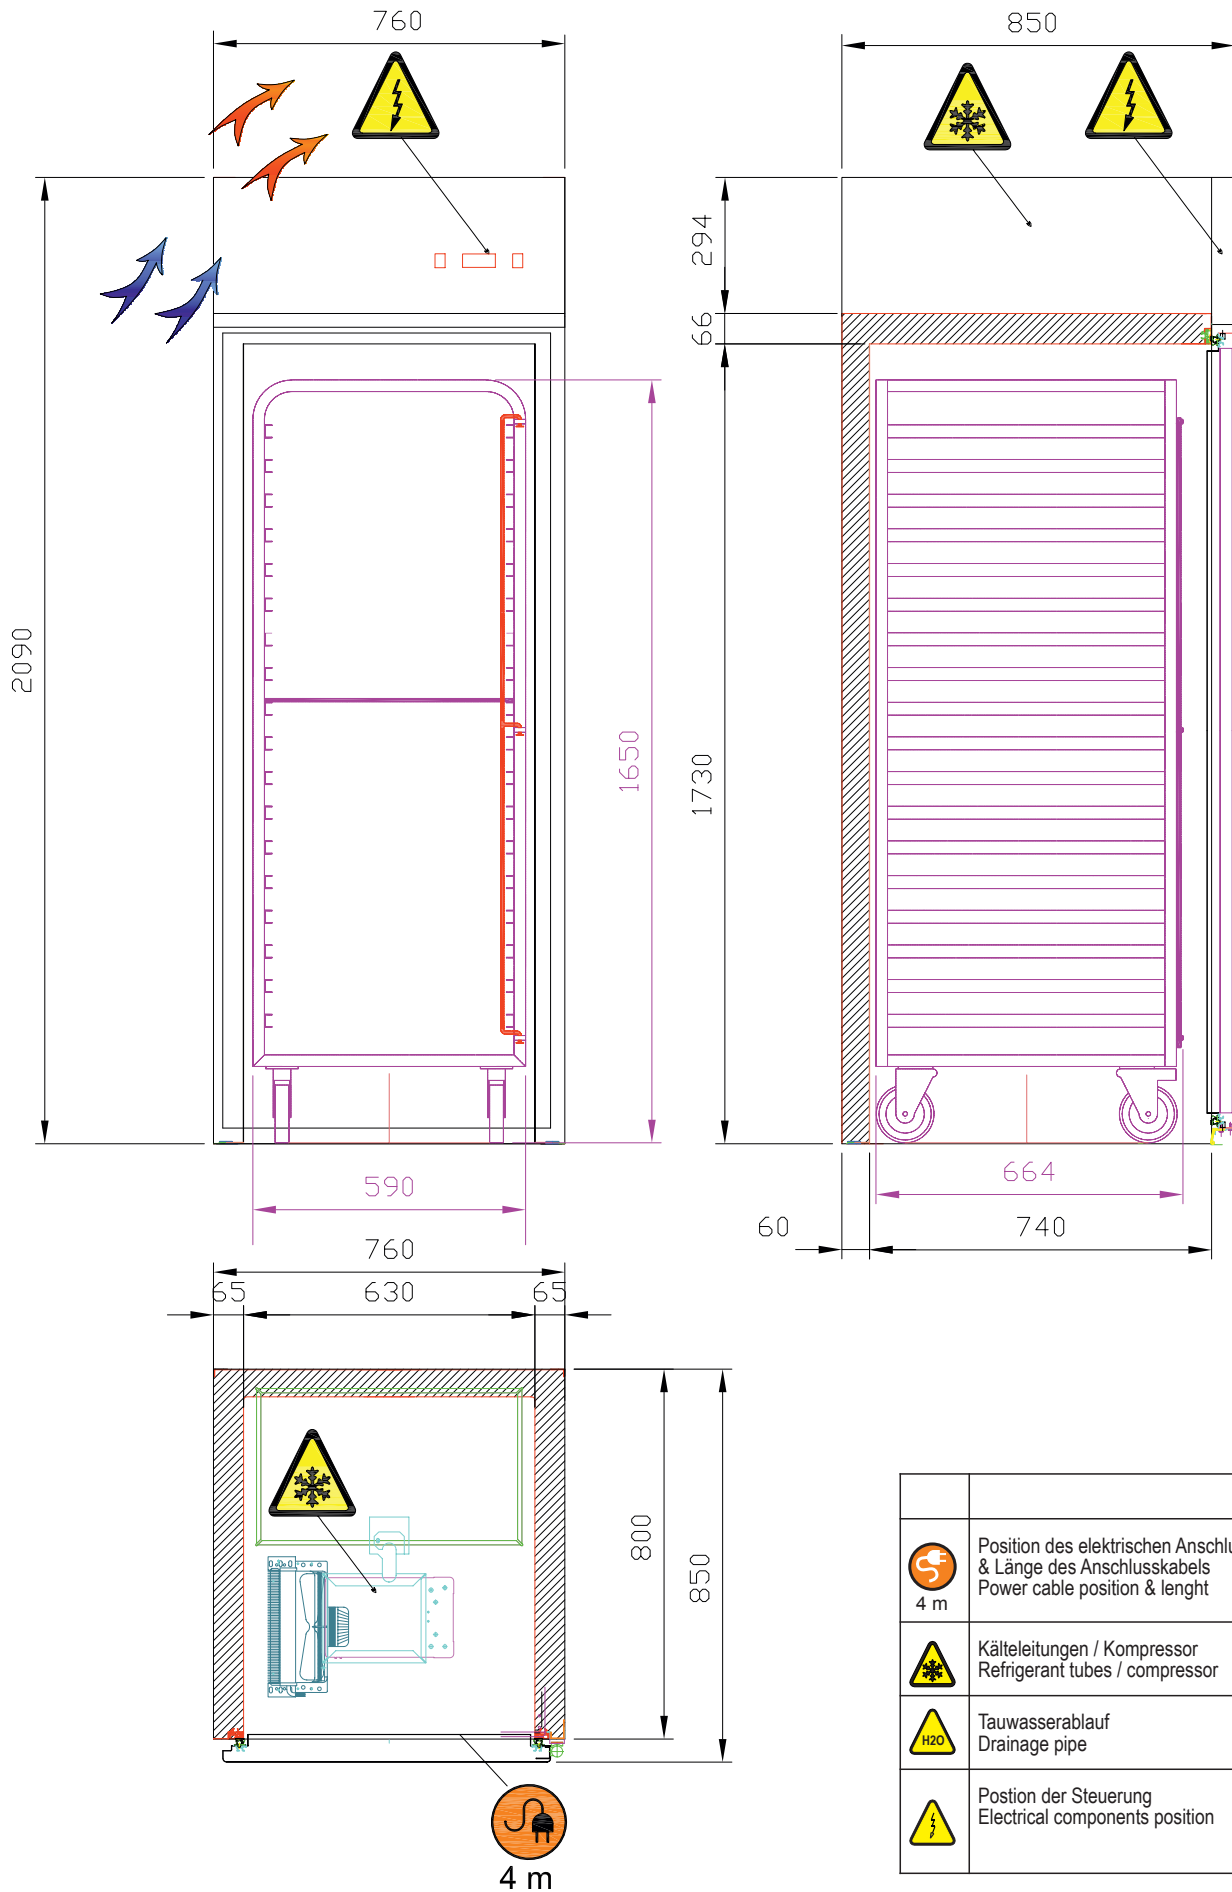 760
850
294
66
2090
1650
1730
590
664
60
740
760
65
630
65
800
850
Position des elektrischen Anschlu
& Länge des Anschlusskabels
Power cable position & lenght
4 m
Kälteleitungen / Kompressor
Refrigerant tubes / compressor
H2O
Tauwasserablauf
Drainage pipe
Postion der Steuerung
Electrical components position
4 m